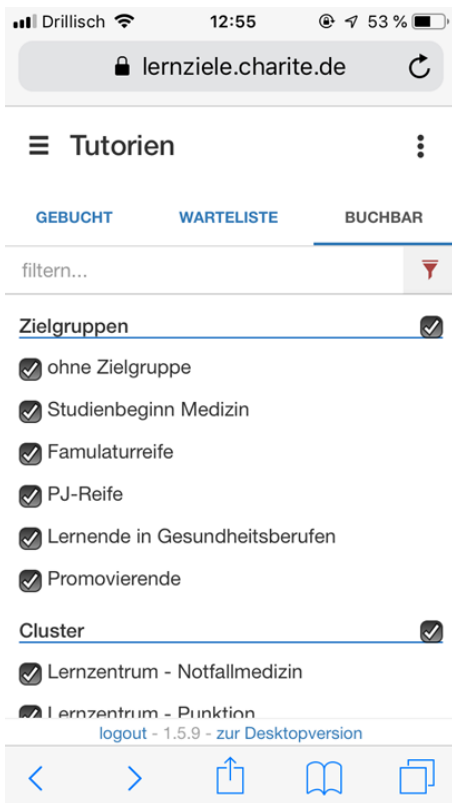 Drillisch 12:55 53 %
lernziele.charite.de
Tutorien
GEBUCHT WARTELISTE BUCHBAR
filtern...
Zielgruppen
ohne Zielgruppe
Studienbeginn Medizin
Famulaturreife
PJ-Reife
Lernende in Gesundheitsberufen
Promovierende
Cluster
Lernzentrum - Notfallmedizin
Lernzentrum - Punktion
logout - 1.5.9 - zur Desktopversion